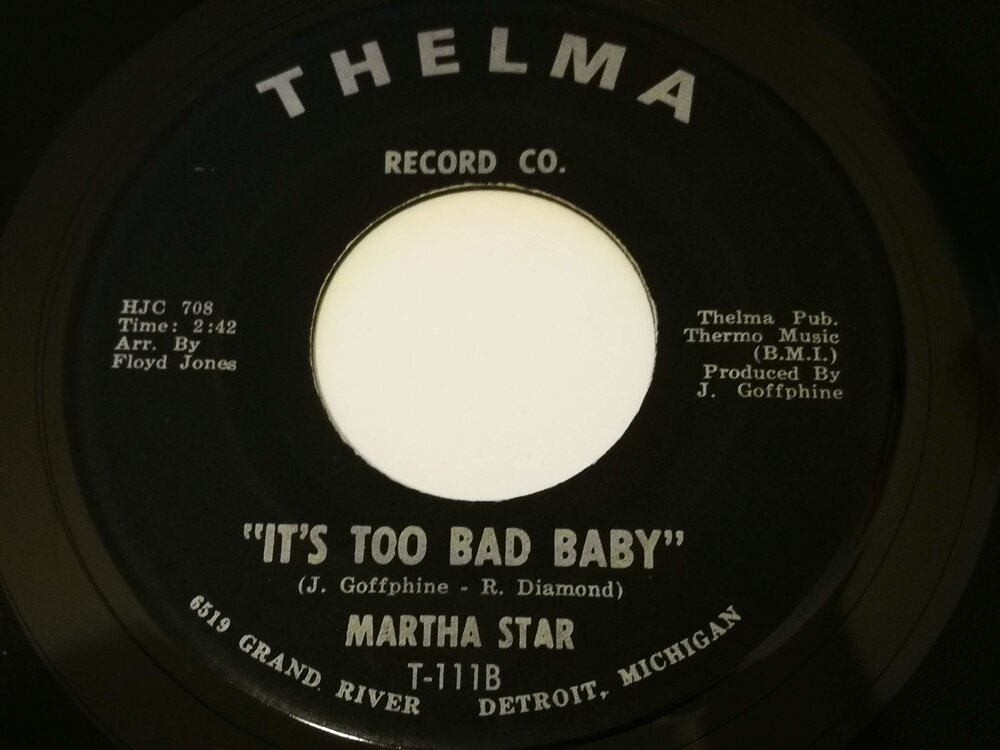 THELMA
RECORD CO.
HJC 708
Time: 2:42
Arr. By
Floyd Jones
Thelma Pub.
Thermo Music
(B.M.I.)
Produced By
J. Goffphine
"IT'S TOO BAD BABY"
(J. Goffphine - R. Diamond)
MARTHA STAR
T-111B
6519 GRAND RIVER DETROIT, MICHIGAN